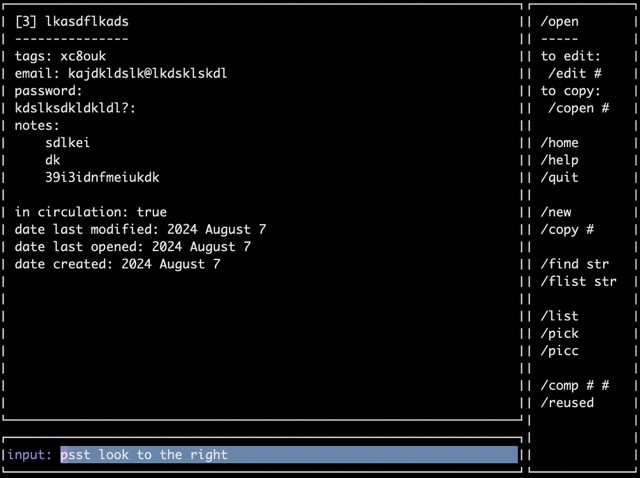 [3] lkasdflkads
---------------
tags: xc8ouk
email: kajdkldslk@lkdsklskdl
password:
kdslksdkldkldl?:
notes:
sdlkei
dk
39i3idnfmeiukdk
in circulation: true
date last modified: 2024 August 7
date last opened: 2024 August 7
date created: 2024 August 7
input: psst look to the right
/open
-----
to edit:
/edit #
to copy:
/copen #
/home
/help
/quit
/new
/copy #
/find str
/flist str
/list
/pick
/picc
/comp # #
/reused